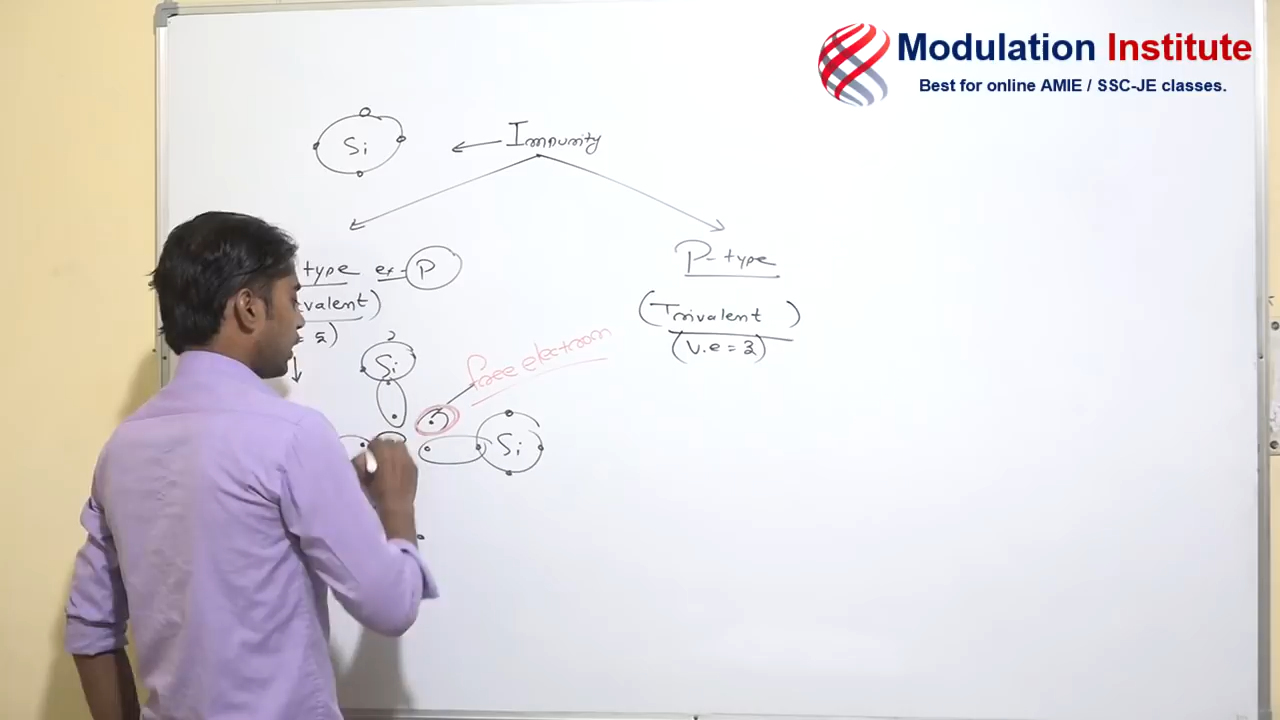 Modulation Institute
Best for online AMIE / SSC-JE classes.
Si
Impurity
type ex- P
valent)
= 5)
P-type
(Trivalent)
(V.e = 3)
Si
free electron
Si